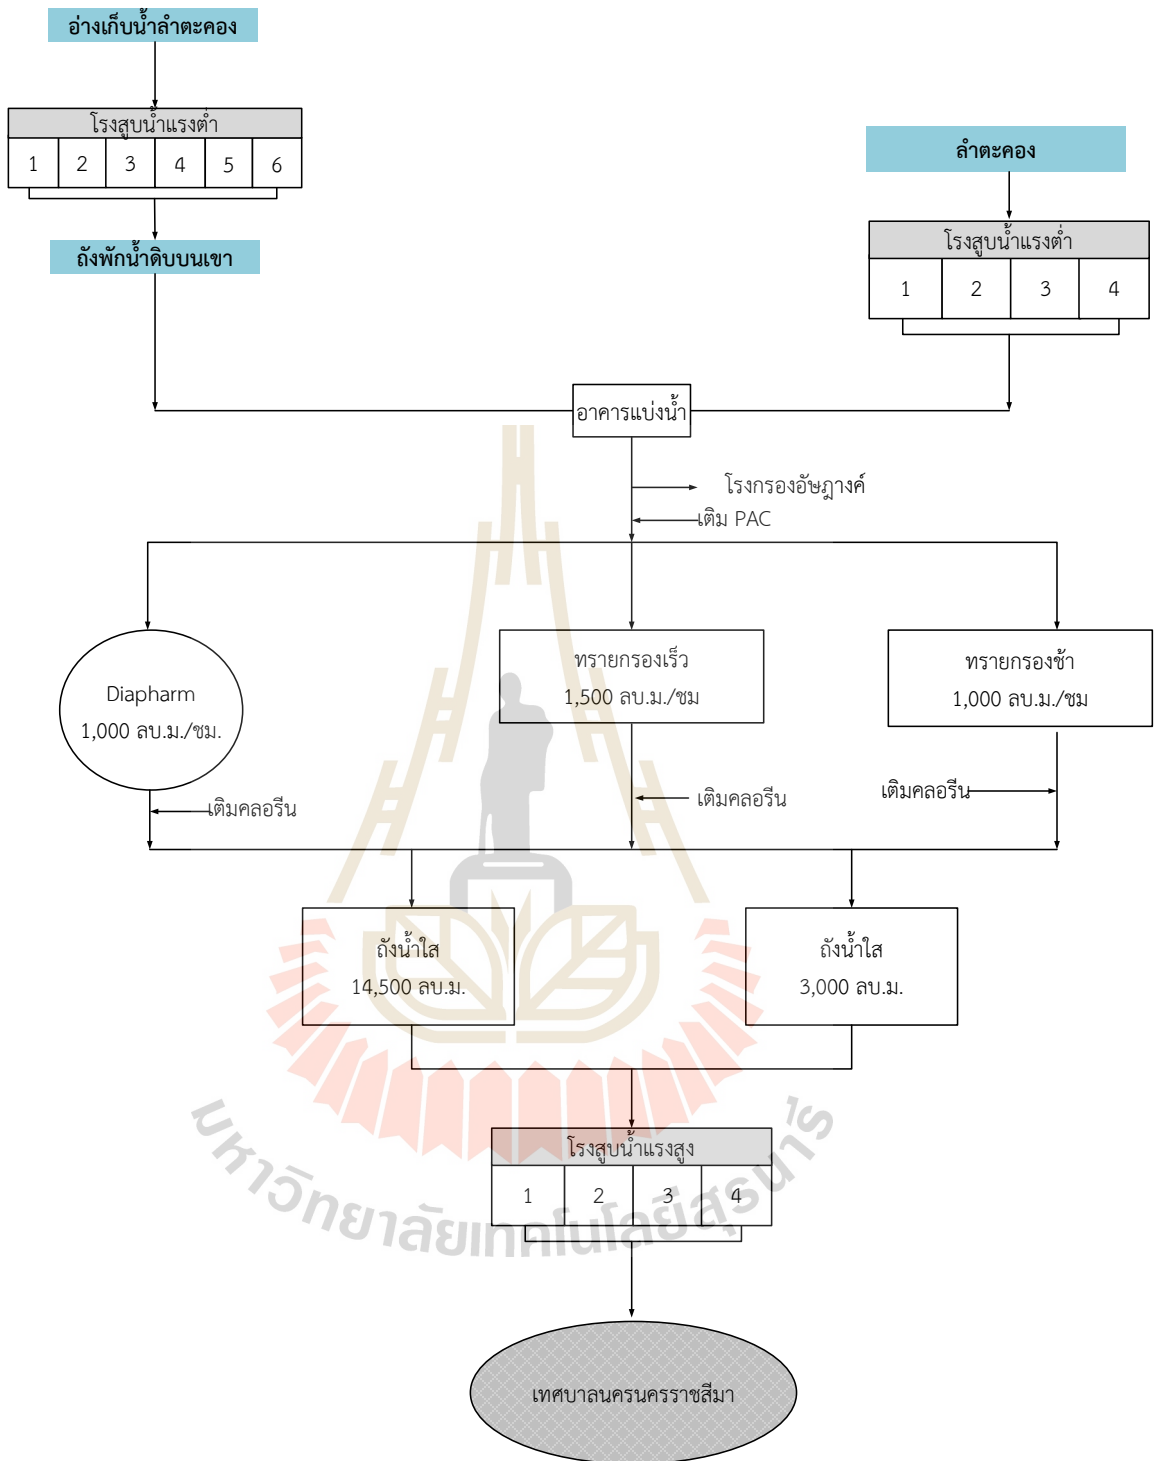 อ่างเก็บน้ำลำตะคอง
โรงสูบน้ำแรงต่ำ
1 2 3 4 5 6
ลำตะคอง
ถังพักน้ำดิบบนเขา
โรงสูบน้ำแรงต่ำ
1 2 3 4
อาคารแบ่งน้ำ
โรงกรองอัษฎางค์
เติม PAC
Diapharm
1,000 ลบ.ม./ชม.
ทรายกรองเร็ว
1,500 ลบ.ม./ชม
ทรายกรองช้า
1,000 ลบ.ม./ชม
เติมคลอรีน
เติมคลอรีน
เติมคลอรีน
ถังน้ำใส
14,500 ลบ.ม.
ถังน้ำใส
3,000 ลบ.ม.
โรงสูบน้ำแรงสูง
1 2 3 4
มหาวิทยาลัยเทคโนโลยีสุรนารี
เทศบาลนครนครราชสีมา